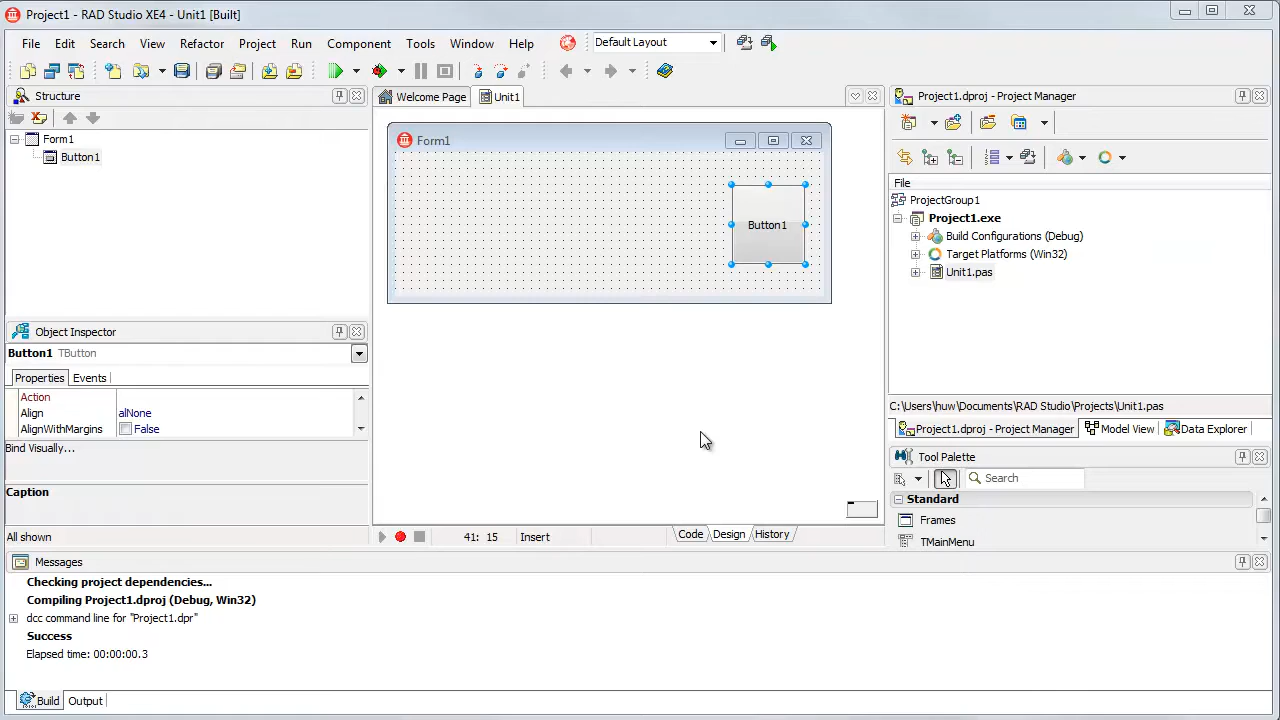 Project1 - RAD Studio XE4 - Unit1 [Built]
File Edit Search View Refactor Project Run Component Tools Window Help Default Layout
Structure
Form1
Button1
Object Inspector
Button1 TButton
Properties Events
Action
Align alNone
AlignWithMargins False
Bind Visually...
Caption
All shown
Welcome Page Unit1
Form1
Button1
41: 15 Insert Code Design History
Project1.dproj - Project Manager
File
ProjectGroup1
Project1.exe
Build Configurations (Debug)
Target Platforms (Win32)
Unit1.pas
C:\Users\huw\Documents\RAD Studio\Projects\Unit1.pas
Project1.dproj - Project Manager Model View Data Explorer
Tool Palette
Search
Standard
Frames
TMainMenu
Messages
Checking project dependencies...
Compiling Project1.dproj (Debug, Win32)
dcc command line for "Project1.dpr"
Success
Elapsed time: 00:00:00.3
Build Output